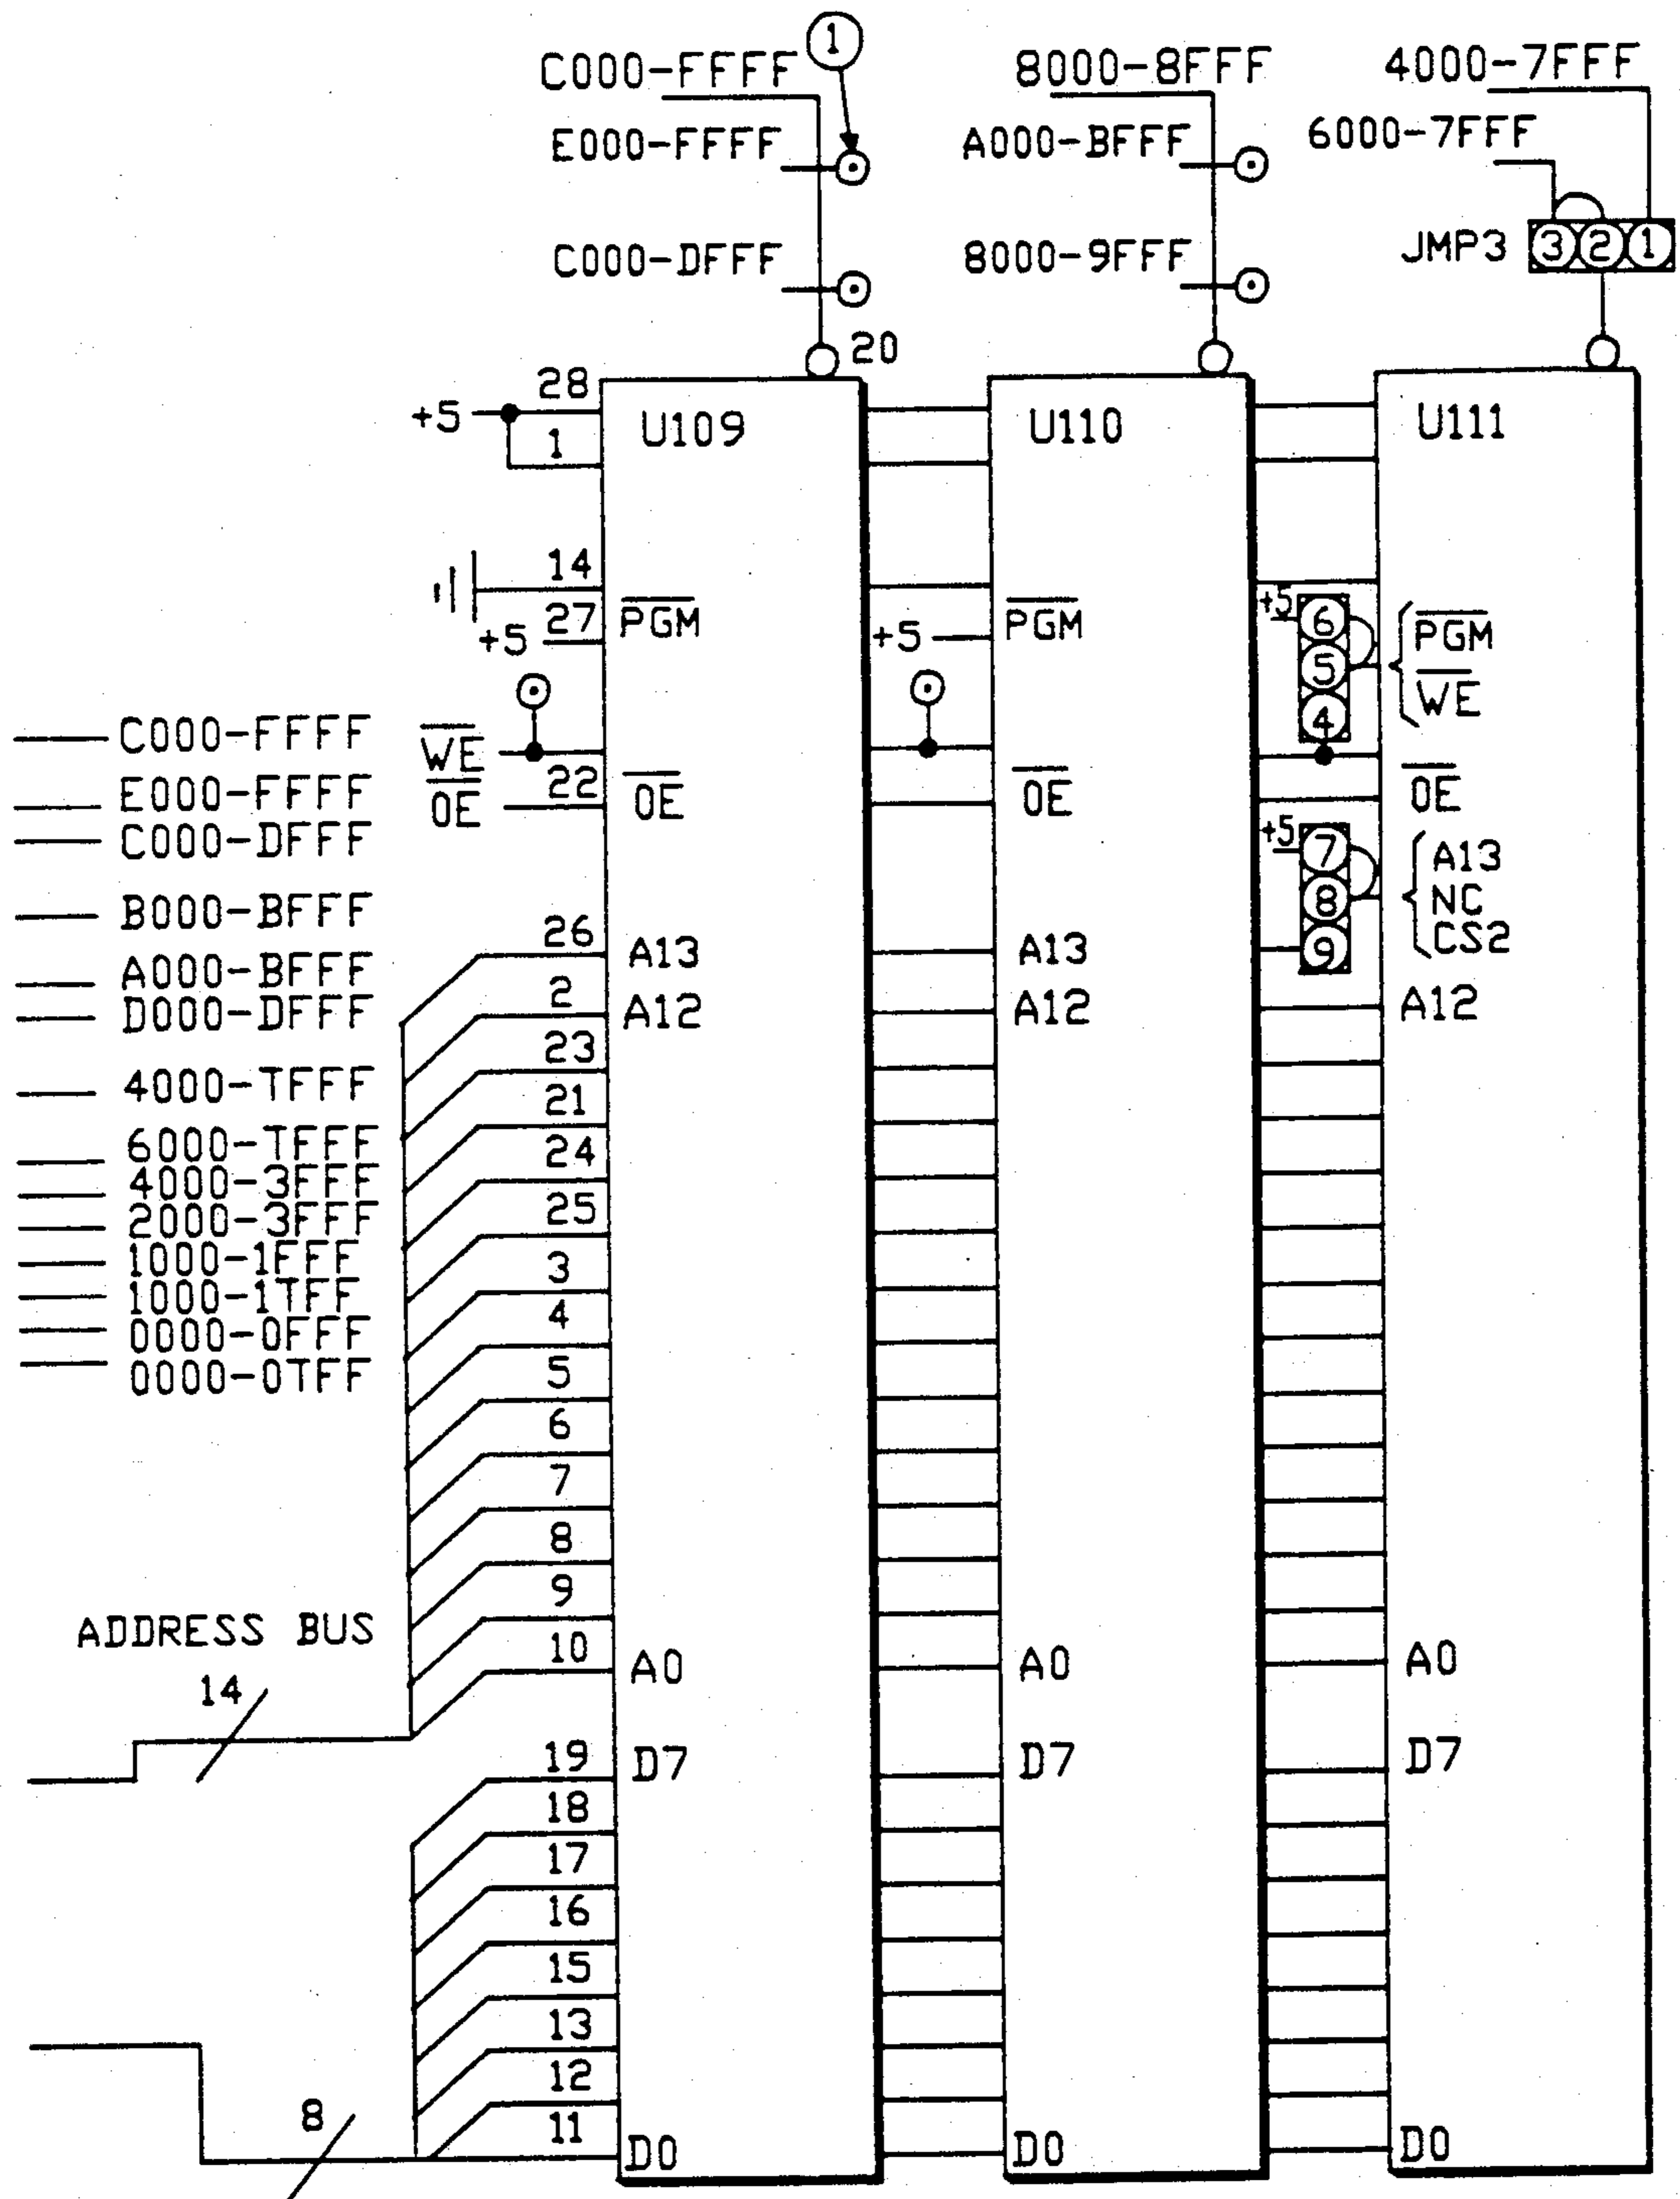 1
C000-FFFF
8000-8FFF
4000-7FFF
E000-FFFF
A000-BFFF
6000-7FFF
C000-DFFF
8000-9FFF
JMP3
3
2
1
20
28
+5
U109
U110
U111
1
14
+5
27
PGM
+5
PGM
+5
6
5
4
PGM
WE
C000-FFFF
WE
E000-FFFF
OE
22
OE
OE
OE
C000-DFFF
+5
7
8
9
A13
NC
CS2
B000-BFFF
26
A13
A13
A000-BFFF
D000-DFFF
2
A12
A12
A12
23
4000-TFFF
21
6000-TFFF
24
4000-3FFF
2000-3FFF
25
1000-1FFF
3
1000-1TFF
4
0000-0FFF
0000-0TFF
5
6
7
8
9
ADDRESS BUS
10
A0
A0
A0
14
19
D7
D7
D7
18
17
16
15
13
12
8
11
D0
D0
D0